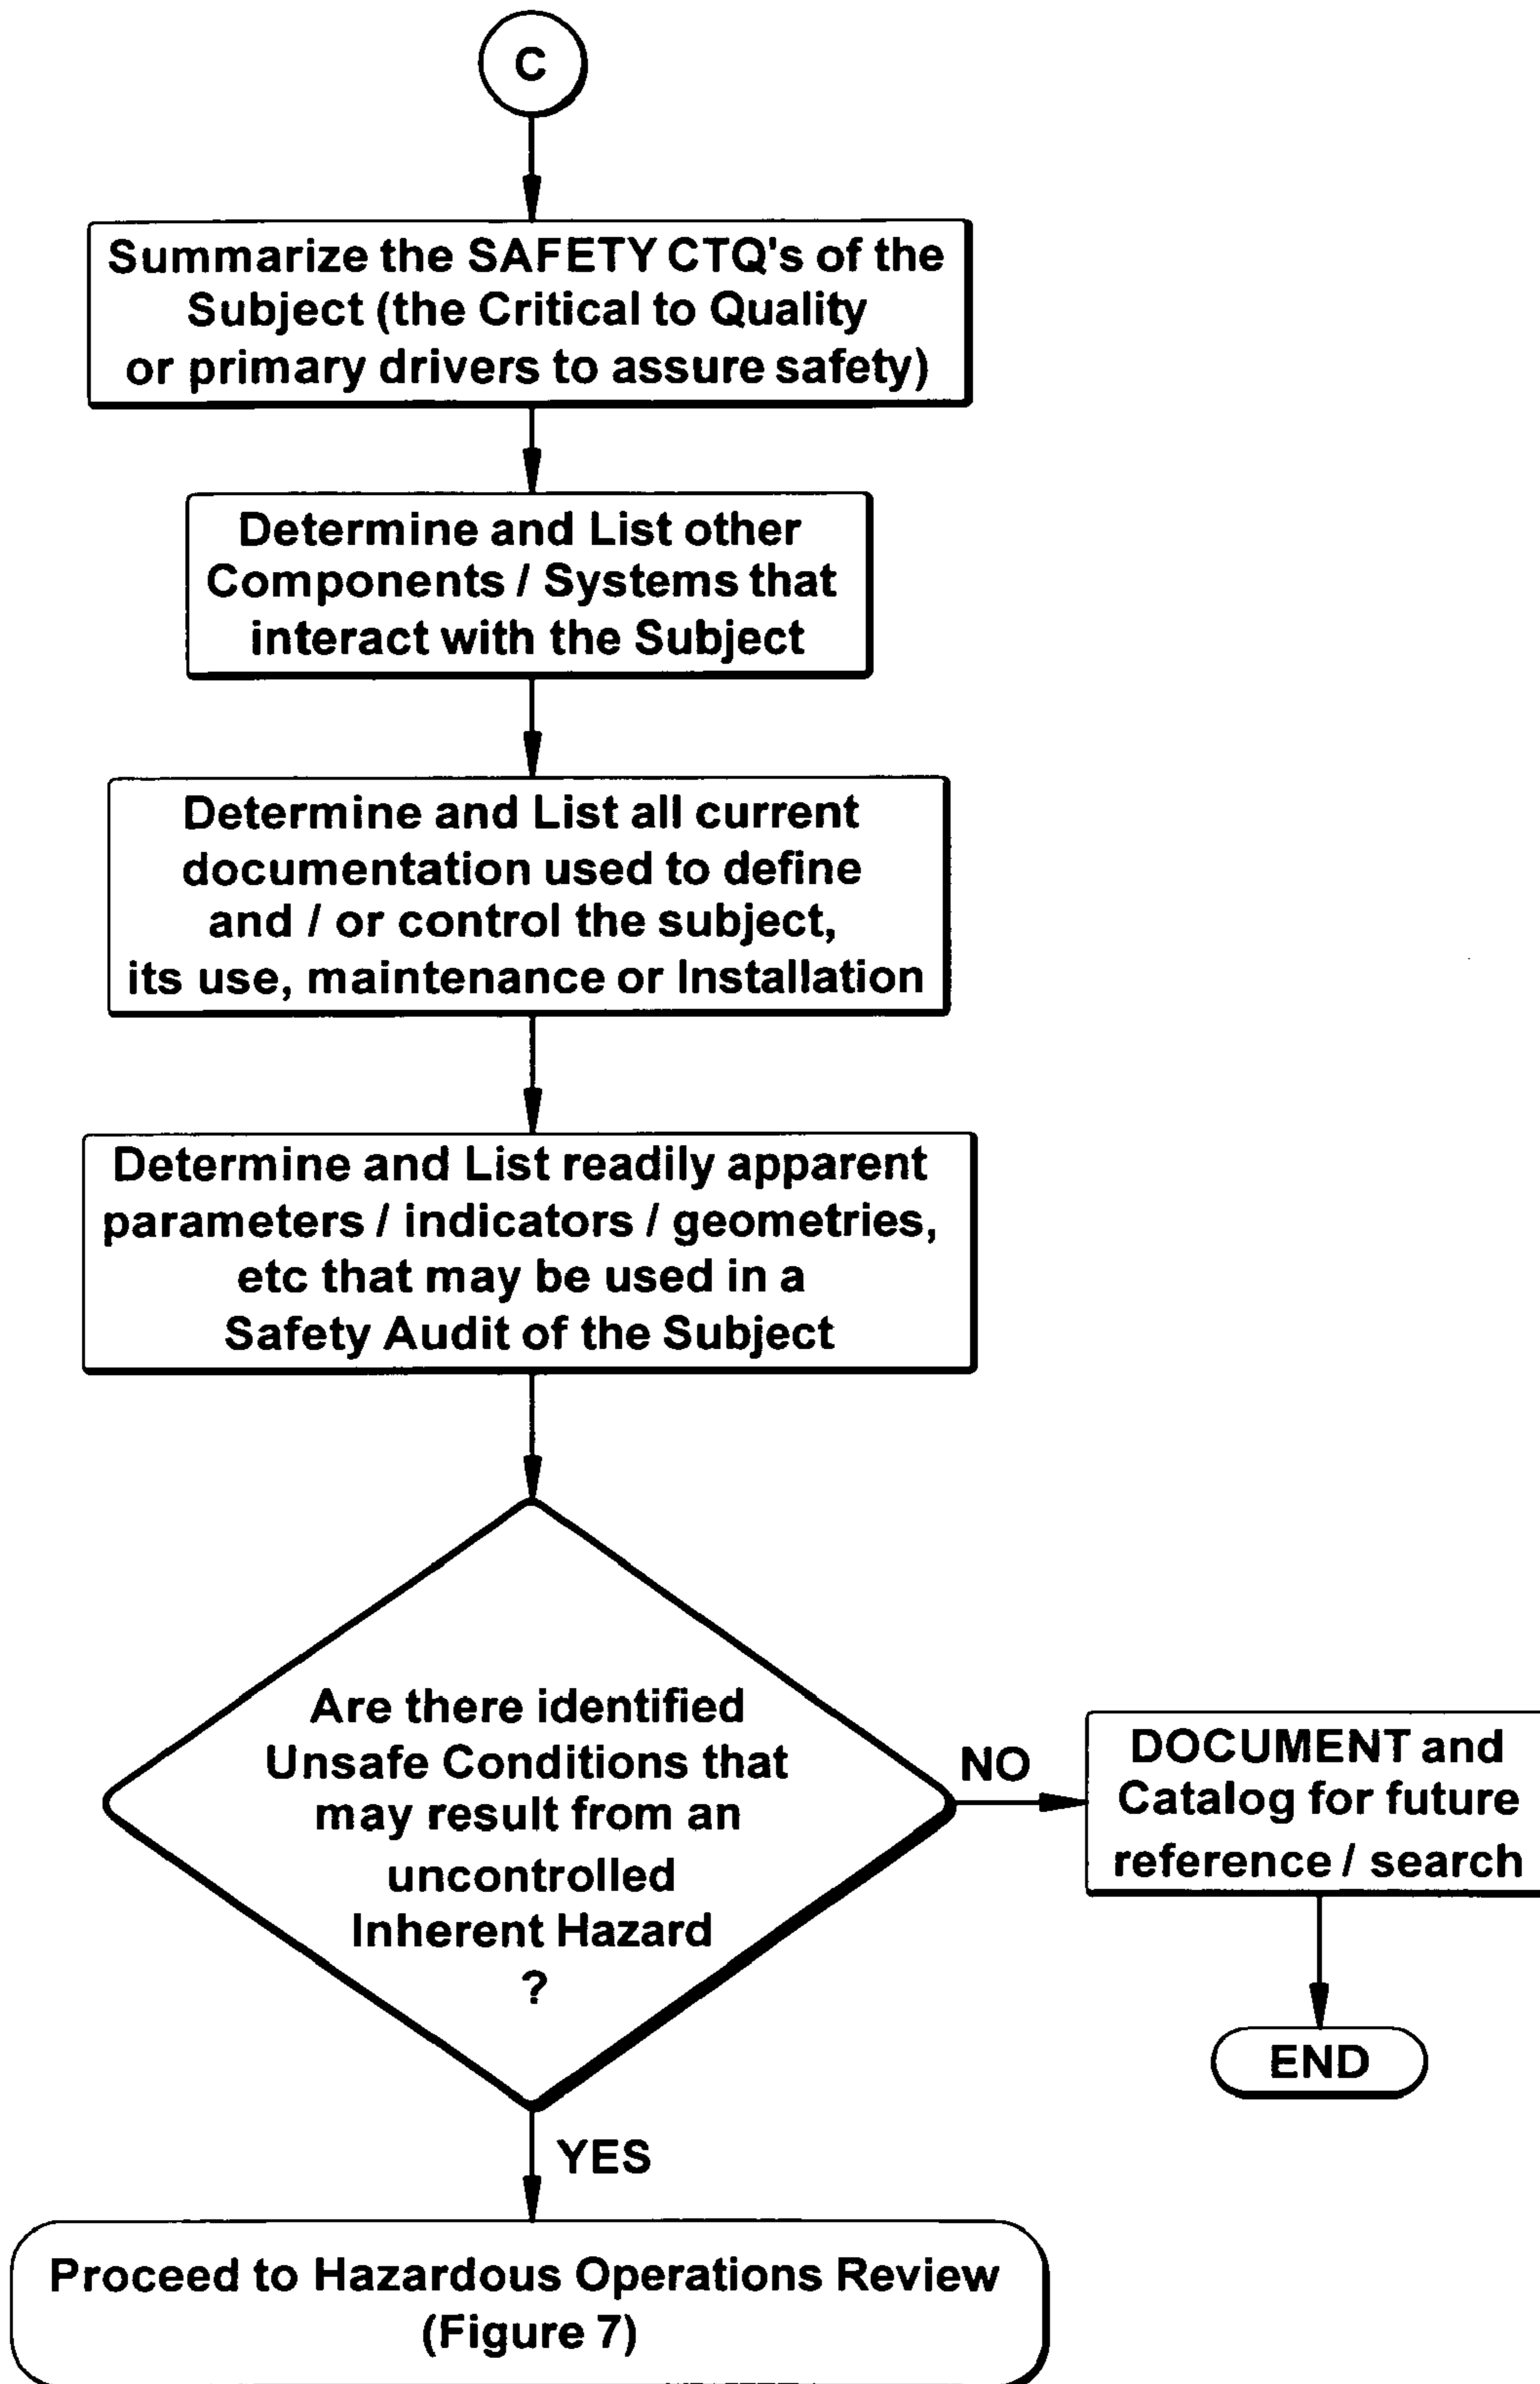 C
Summarize the SAFETY CTQ's of the
Subject (the Critical to Quality
or primary drivers to assure safety)
Determine and List other
Components / Systems that
interact with the Subject
Determine and List all current
documentation used to define
and / or control the subject,
its use, maintenance or Installation
Determine and List readily apparent
parameters / indicators / geometries,
etc that may be used in a
Safety Audit of the Subject
Are there identified
Unsafe Conditions that
may result from an
uncontrolled
Inherent Hazard
?
NO
DOCUMENT and
Catalog for future
reference / search
END
YES
Proceed to Hazardous Operations Review
(Figure 7)